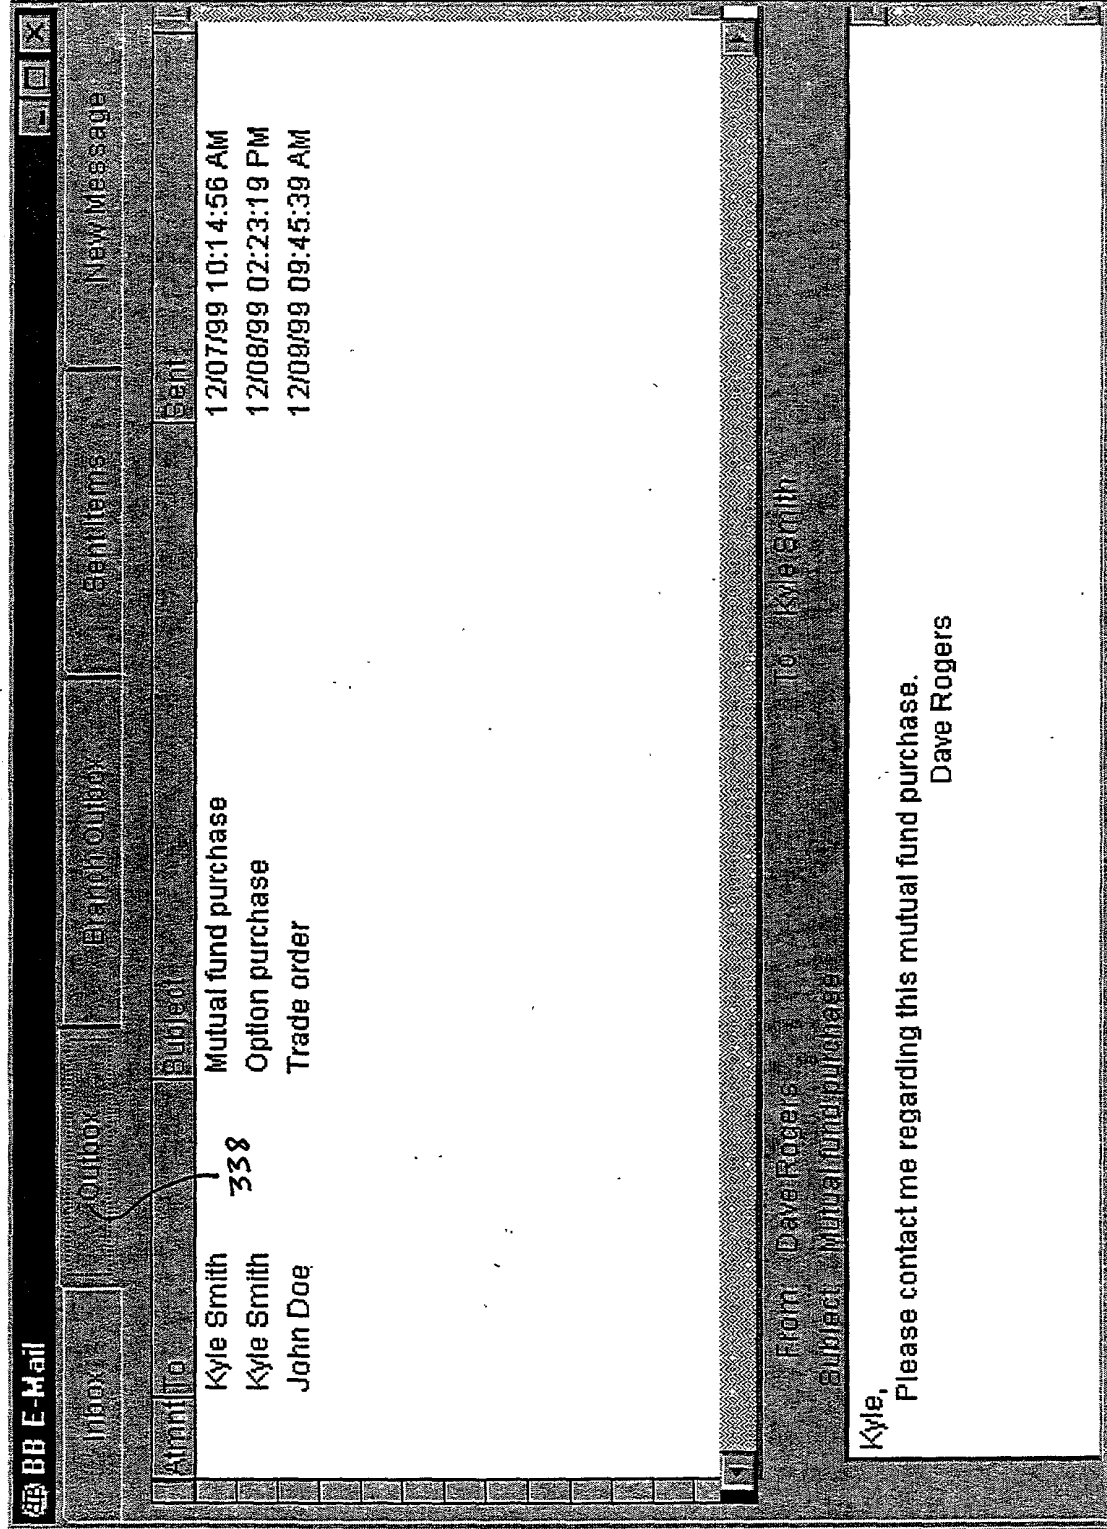 BB E-Mail
Inbox Outbox Branch outbox Sent Items New Message
Atmnt To Subject Sent
Kyle Smith Mutual fund purchase 12/07/99 10:14:56 AM
Kyle Smith Option purchase 12/08/99 02:23:19 PM
John Doe Trade order 12/09/99 09:45:39 AM
338
From: Dave Rogers To: Kyle Smith
Subject: Mutual fund purchase
Kyle,
Please contact me regarding this mutual fund purchase.
Dave Rogers